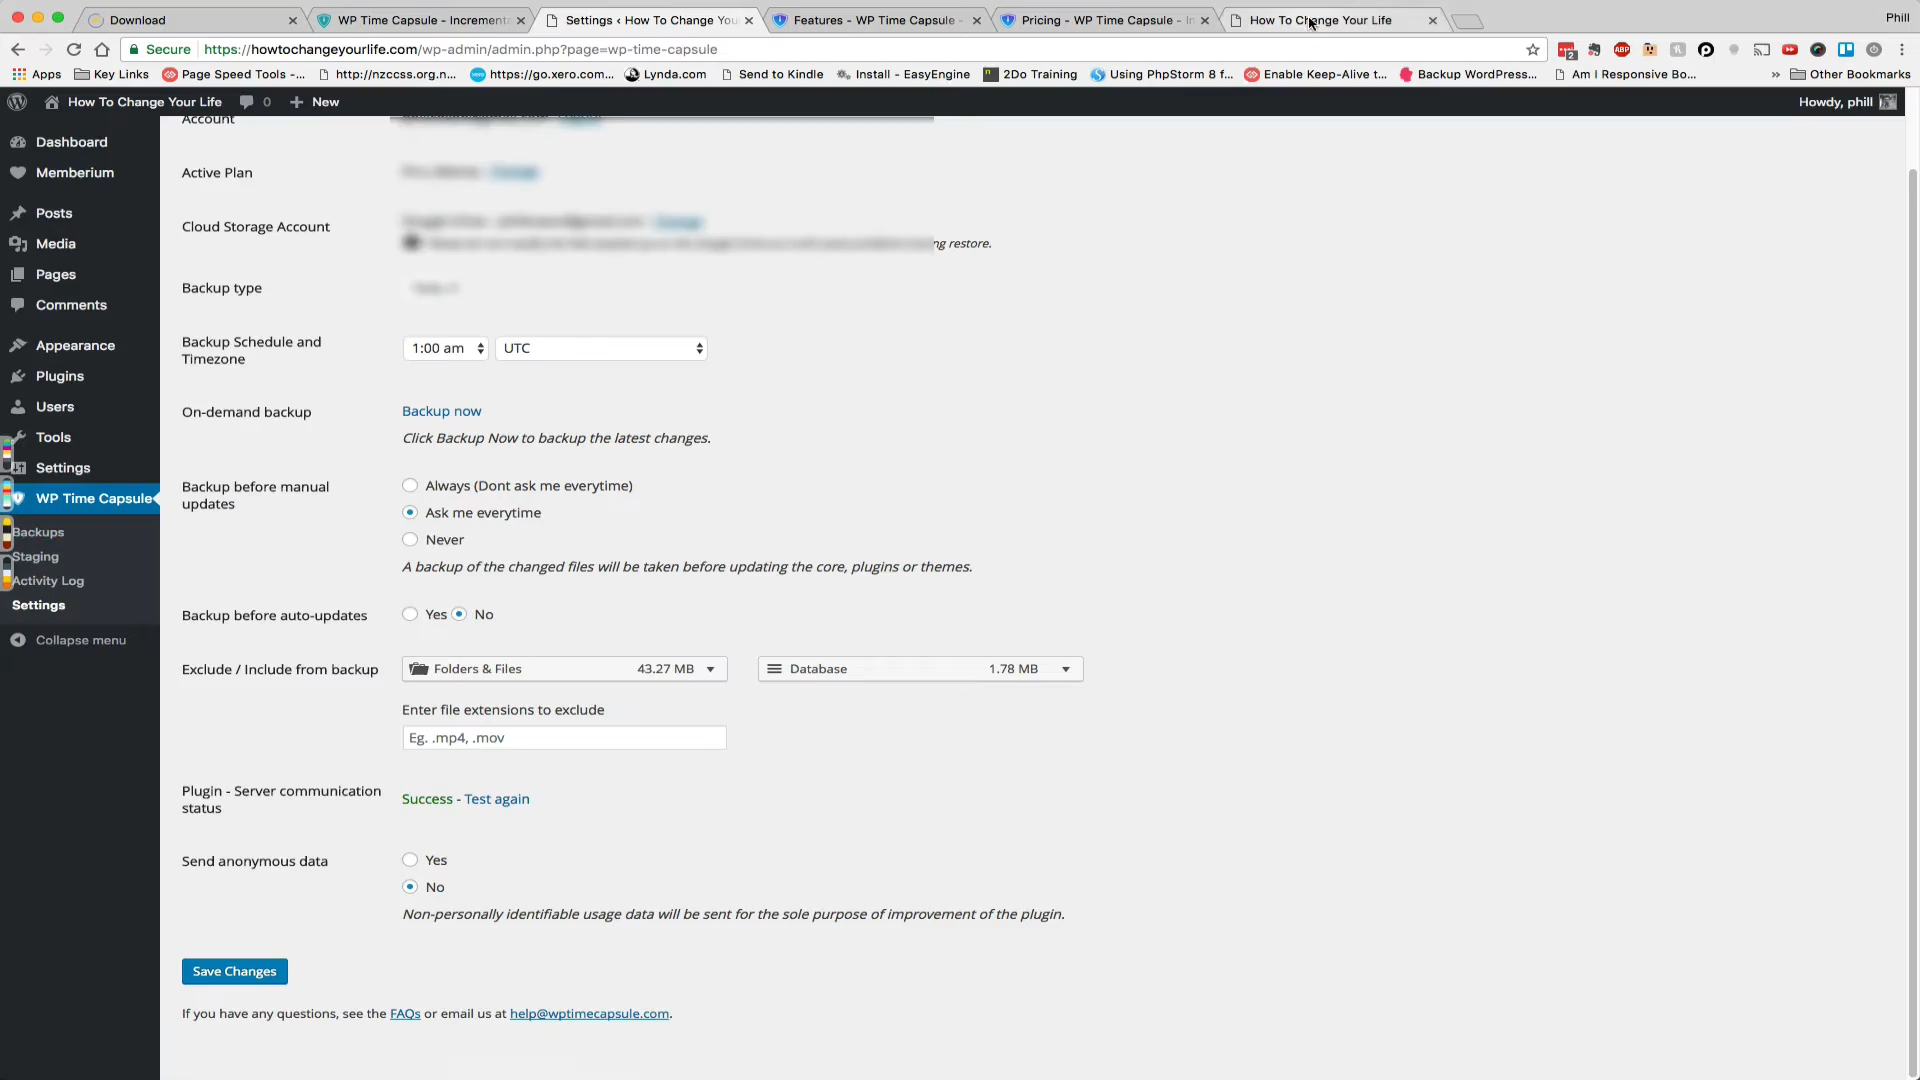 Download
WP Time Capsule - Increment
Settings ‹ How To Change You
Features - WP Time Capsule -
Pricing - WP Time Capsule - In
How To Change Your Life
Phill
Secure
https://howtochangeyourlife.com/wp-admin/admin.php?page=wp-time-capsule
Apps
Key Links
Page Speed Tools -...
http://nzccss.org.n...
https://go.xero.com...
Lynda.com
Send to Kindle
Install - EasyEngine
2Do Training
Using PhpStorm 8 f...
Enable Keep-Alive t...
Backup WordPress...
Am I Responsive Bo...
»
Other Bookmarks
How To Change Your Life
0
New
Howdy, phill
Dashboard
Memberium
Posts
Media
Pages
Comments
Appearance
Plugins
Users
Tools
Settings
WP Time Capsule
Backups
Staging
Activity Log
Settings
Collapse menu
Account
Active Plan
Cloud Storage Account
ng restore.
Backup type
Backup Schedule and
Timezone
1:00 am
UTC
On-demand backup
Backup now
Click Backup Now to backup the latest changes.
Backup before manual
updates
Always (Dont ask me everytime)
Ask me everytime
Never
A backup of the changed files will be taken before updating the core, plugins or themes.
Backup before auto-updates
Yes
No
Exclude / Include from backup
Folders & Files 43.27 MB
Database 1.78 MB
Enter file extensions to exclude
Eg. .mp4, .mov
Plugin - Server communication
status
Success - Test again
Send anonymous data
Yes
No
Non-personally identifiable usage data will be sent for the sole purpose of improvement of the plugin.
Save Changes
If you have any questions, see the FAQs or email us at help@wptimecapsule.com.